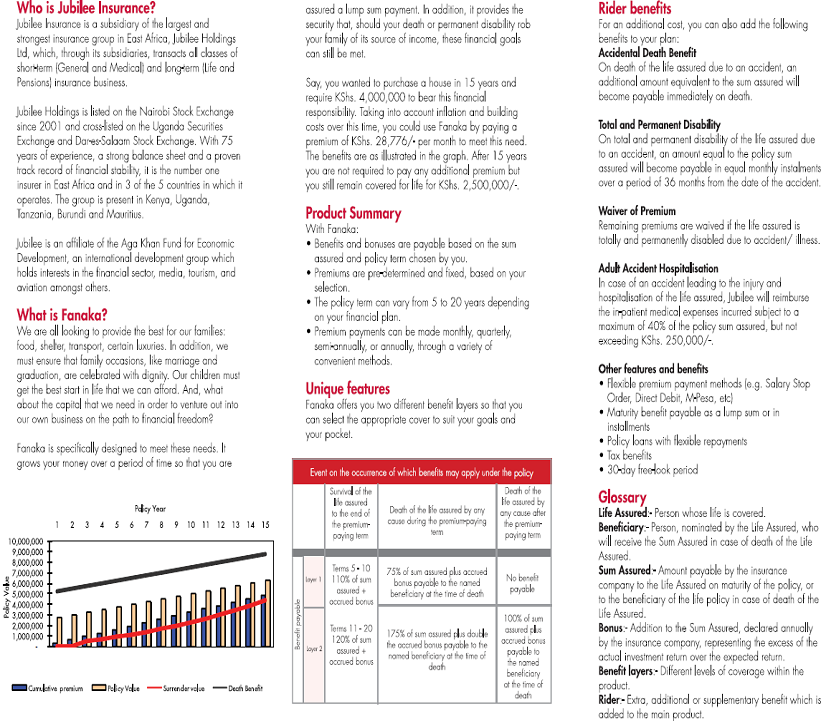 Who is Jubilee Insurance?
Jubilee Insurance is a subsidiary of the largest and
strongest insurance group in East Africa, Jubilee Holdings
Ltd, which, through its subsidiaries, transacts all classes of
short-term (General and Medical) and long-term (Life and
Pensions) insurance business.
Jubilee Holdings is listed on the Nairobi Stock Exchange
since 2001 and cross-listed on the Uganda Securities
Exchange and Dar-es-Salaam Stock Exchange. With 75
years of experience, a strong balance sheet and a proven
track record of financial stability, it is the number one
insurer in East Africa and in 3 of the 5 countries in which it
operates. The group is present in Kenya, Uganda,
Tanzania, Burundi and Mauritius.
Jubilee is an affiliate of the Aga Khan Fund for Economic
Development, an international development group which
holds interests in the financial sector, media, tourism, and
aviation amongst others.
What is Fanaka?
We are all looking to provide the best for our families:
food, shelter, transport, certain luxuries. In addition, we
must ensure that family occasions, like marriage and
graduation, are celebrated with dignity. Our children must
get the best start in life that we can afford. And, what
about the capital that we need in order to venture out into
our own business on the path to financial freedom?
Fanaka is specifically designed to meet these needs. It
grows your money over a period of time so that you are
Policy Year
1 2 3 4 5 6 7 8 9 10 11 12 13 14 15
Policy Value
10,000,000
9,000,000
8,000,000
7,000,000
6,000,000
5,000,000
4,000,000
3,000,000
2,000,000
1,000,000
-
Cumulative premium Policy Value Surrender value Death Benefit
assured a lump sum payment. In addition, it provides the
security that, should your death or permanent disability rob
your family of its source of income, these financial goals
can still be met.
Say, you wanted to purchase a house in 15 years and
require KShs. 4,000,000 to bear this financial
responsibility. Taking into account inflation and building
costs over this time, you could use Fanaka by paying a
premium of KShs. 28,776/- per month to meet this need.
The benefits are as illustrated in the graph. After 15 years
you are not required to pay any additional premium but
you still remain covered for life for KShs. 2,500,000/-.
Product Summary
With Fanaka:
• Benefits and bonuses are payable based on the sum
assured and policy term chosen by you.
• Premiums are pre-determined and fixed, based on your
selection.
• The policy term can vary from 5 to 20 years depending
on your financial plan.
• Premium payments can be made monthly, quarterly,
semi-annually, or annually, through a variety of
convenient methods.
Unique features
Fanaka offers you two different benefit layers so that you
can select the appropriate cover to suit your goals and
your pocket.
Event on the occurrence of which benefits may apply under the policy
Survival of the
life assured
to the end of
the premium-
paying term
Death of the life assured by any
cause during the premium-paying
term
Death of the
life assured by
any cause after
the premium-
paying term
Benefit payable
Layer 1
Terms 5 - 10
110% of sum
assured +
accrued bonus
75% of sum assured plus accrued
bonus payable to the named
beneficiary at the time of death
No benefit
payable
Layer 2
Terms 11 - 20
120% of sum
assured +
accrued bonus
175% of sum assured plus double
the accrued bonus payable to the
named beneficiary at the time of
death
100% of sum
assured plus
accrued bonus
payable to
the named
beneficiary
at the time of
death
Rider benefits
For an additional cost, you can also add the following
benefits to your plan:
Accidental Death Benefit
On death of the life assured due to an accident, an
additional amount equivalent to the sum assured will
become payable immediately on death.
Total and Permanent Disability
On total and permanent disability of the life assured due
to an accident, an amount equal to the policy sum
assured will become payable in equal monthly instalments
over a period of 36 months from the date of the accident.
Waiver of Premium
Remaining premiums are waived if the life assured is
totally and permanently disabled due to accident/ illness.
Adult Accident Hospitalisation
In case of an accident leading to the injury and
hospitalisation of the life assured, Jubilee will reimburse
the in-patient medical expenses incurred subject to a
maximum of 40% of the policy sum assured, but not
exceeding KShs. 250,000/-.
Other features and benefits
• Flexible premium payment methods (e.g. Salary Stop
Order, Direct Debit, M-Pesa, etc)
• Maturity benefit payable as a lump sum or in
installments
• Policy loans with flexible repayments
• Tax benefits
• 30-day free-look period
Glossary
Life Assured:- Person whose life is covered.
Beneficiary:- Person, nominated by the Life Assured, who
will receive the Sum Assured in case of death of the Life
Assured.
Sum Assured:- Amount payable by the insurance
company to the Life Assured on maturity of the policy, or
to the beneficiary of the life policy in case of death of the
Life Assured.
Bonus:- Addition to the Sum Assured, declared annually
by the insurance company, representing the excess of the
actual investment return over the expected return.
Benefit layers:- Different levels of coverage within the
product.
Rider:- Extra, additional or supplementary benefit which is
added to the main product.